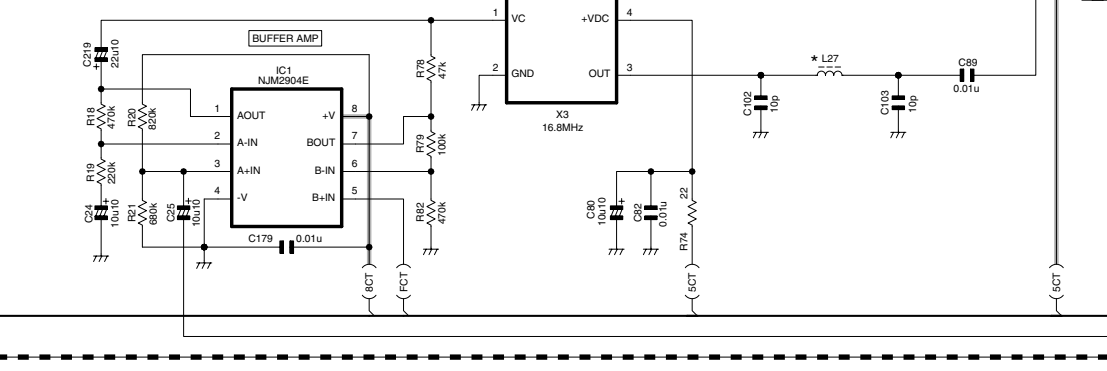 BUFFER AMP
IC1
NJM2904E
1
AOUT
2
A-IN
3
A+IN
4
-V
8
+V
7
BOUT
6
B-IN
5
B+IN
C219
22u10
+
R18
470k
R19
220k
C24
10u10
+
R20
820k
R21
680k
C25
10u10
+
C179
0.01u
8CT
FCT
R78
47k
R79
100k
R82
470k
1
VC
2
GND
4
+VDC
3
OUT
X3
16.8MHz
C80
10u10
+
C82
0.01u
22
R74
5CT
C102
10p
* L27
C103
10p
C89
0.01u
5CT